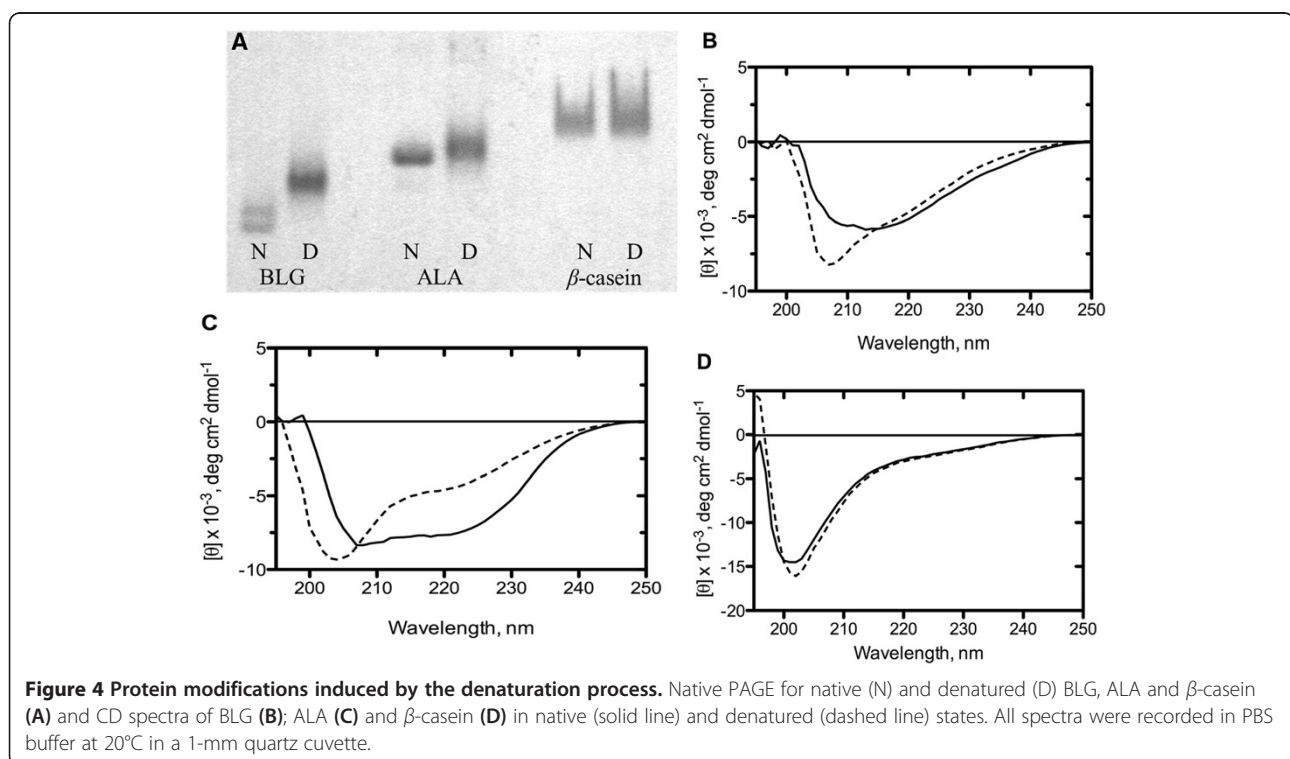 A
N D N D N D
BLG ALA β-casein
B
5
0
-5
-10
200 210 220 230 240 250
[θ] x 10-3, deg cm2 dmol-1
Wavelength, nm
C
5
0
-5
-10
200 210 220 230 240 250
[θ] x 10-3, deg cm2 dmol-1
Wavelength, nm
D
5
0
-5
-10
-15
-20
200 210 220 230 240 250
[θ] x 10-3, deg cm2 dmol-1
Wavelength, nm
Figure 4 Protein modifications induced by the denaturation process. Native PAGE for native (N) and denatured (D) BLG, ALA and β-casein
(A) and CD spectra of BLG (B); ALA (C) and β-casein (D) in native (solid line) and denatured (dashed line) states. All spectra were recorded in PBS
buffer at 20°C in a 1-mm quartz cuvette.